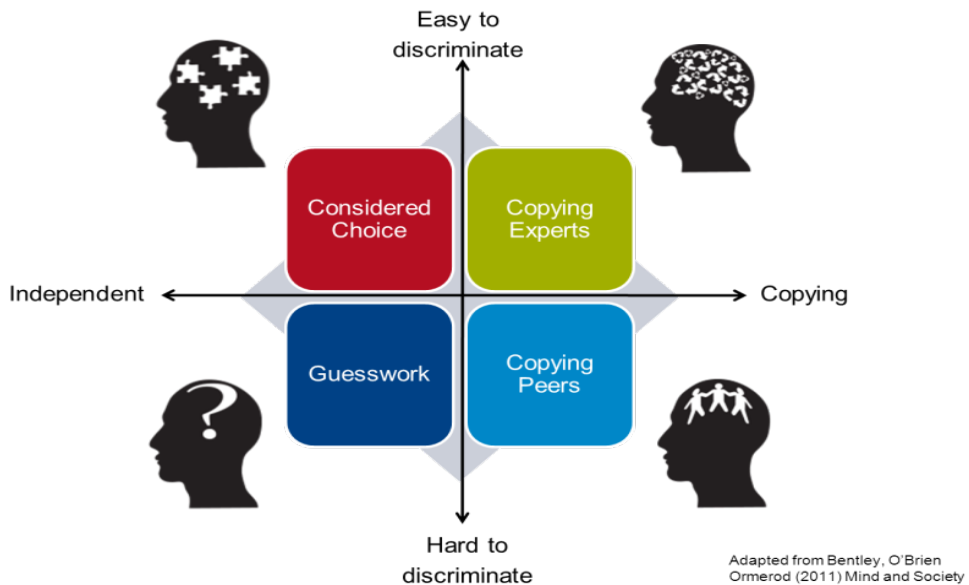 Easy to
discriminate
Considered
Choice
Copying
Experts
Independent
Copying
Guesswork
Copying
Peers
Hard to
discriminate
Adapted from Bentley, O'Brien
Ormerod (2011) Mind and Society